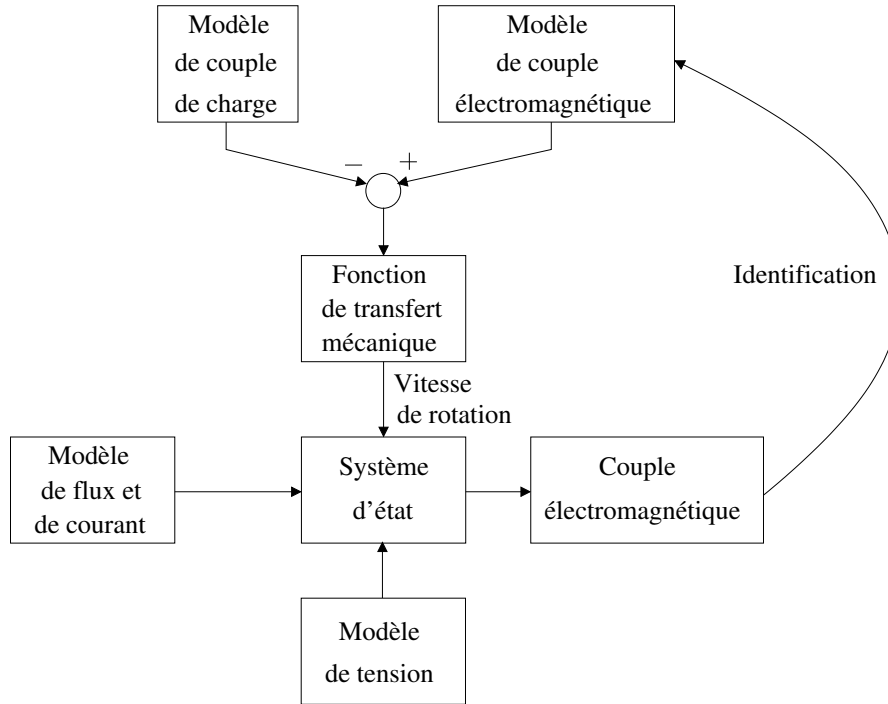 Modèle
de couple
de charge
Modèle
de couple
électromagnétique
−
+
Fonction
de transfert
mécanique
Identification
Vitesse
de rotation
Modèle
de flux et
de courant
Système
d’état
Couple
électromagnétique
Modèle
de tension